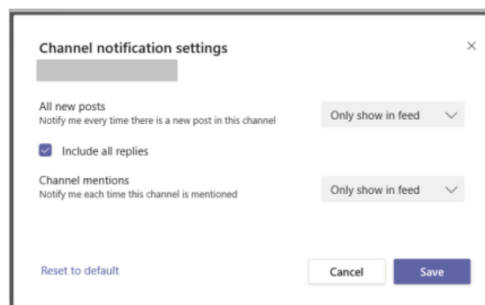 Channel notification settings
All new posts
Notify me every time there is a new post in this channel
Only show in feed
Include all replies
Channel mentions
Notify me each time this channel is mentioned
Only show in feed
Reset to default
Cancel
Save